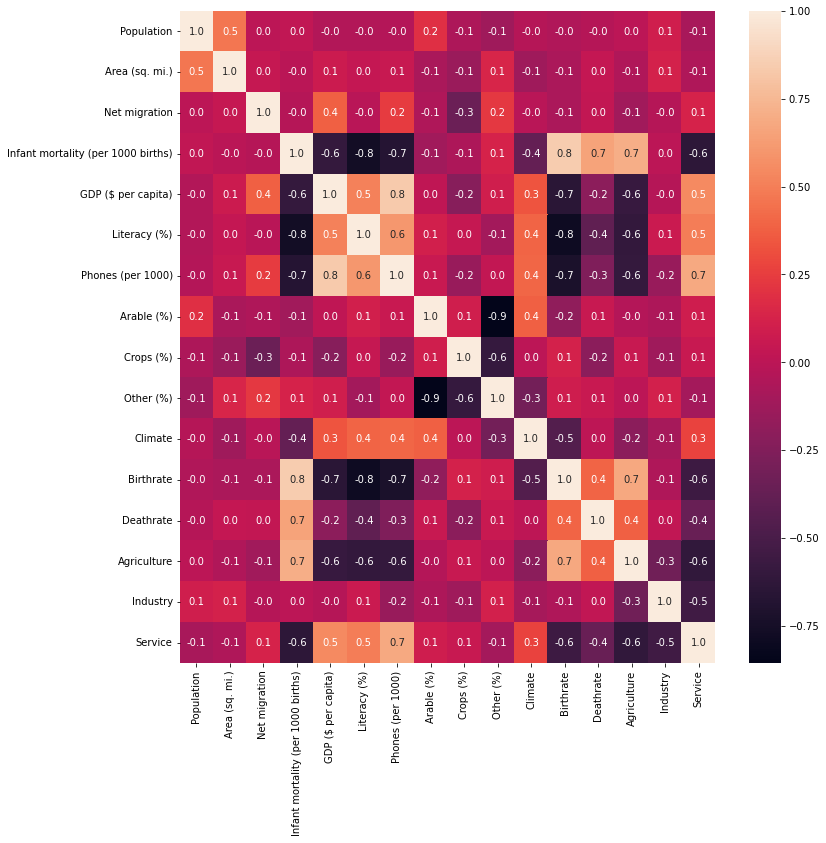 Population 1.0 0.5 0.0 0.0 -0.0 -0.0 -0.0 0.2 -0.1 -0.1 -0.0 -0.0 -0.0 0.0 0.1 -0.1
Area (sq. mi.) 0.5 1.0 0.0 -0.0 0.1 0.0 0.1 -0.1 -0.1 0.1 -0.1 -0.1 0.0 -0.1 0.1 -0.1
Net migration 0.0 0.0 1.0 -0.0 0.4 -0.0 0.2 -0.1 -0.3 0.2 -0.0 -0.1 0.0 -0.1 -0.0 0.1
Infant mortality (per 1000 births) 0.0 -0.0 -0.0 1.0 -0.6 -0.8 -0.7 -0.1 -0.1 0.1 -0.4 0.8 0.7 0.7 0.0 -0.6
GDP ($ per capita) -0.0 0.1 0.4 -0.6 1.0 0.5 0.8 0.0 -0.2 0.1 0.3 -0.7 -0.2 -0.6 -0.0 0.5
Literacy (%) -0.0 0.0 -0.0 -0.8 0.5 1.0 0.6 0.1 0.0 -0.1 0.4 -0.8 -0.4 -0.6 0.1 0.5
Phones (per 1000) -0.0 0.1 0.2 -0.7 0.8 0.6 1.0 0.1 -0.2 0.0 0.4 -0.7 -0.3 -0.6 -0.2 0.7
Arable (%) 0.2 -0.1 -0.1 -0.1 0.0 0.1 0.1 1.0 0.1 -0.9 0.4 -0.2 0.1 -0.0 -0.1 0.1
Crops (%) -0.1 -0.1 -0.3 -0.1 -0.2 0.0 -0.2 0.1 1.0 -0.6 0.0 0.1 -0.2 0.1 -0.1 0.1
Other (%) -0.1 0.1 0.2 0.1 0.1 -0.1 0.0 -0.9 -0.6 1.0 -0.3 0.1 0.1 0.0 0.1 -0.1
Climate -0.0 -0.1 -0.0 -0.4 0.3 0.4 0.4 0.4 0.0 -0.3 1.0 -0.5 0.0 -0.2 -0.1 0.3
Birthrate -0.0 -0.1 -0.1 0.8 -0.7 -0.8 -0.7 -0.2 0.1 0.1 -0.5 1.0 0.4 0.7 -0.1 -0.6
Deathrate -0.0 0.0 0.0 0.7 -0.2 -0.4 -0.3 0.1 -0.2 0.1 0.0 0.4 1.0 0.4 0.0 -0.4
Agriculture 0.0 -0.1 -0.1 0.7 -0.6 -0.6 -0.6 -0.0 0.1 0.0 -0.2 0.7 0.4 1.0 -0.3 -0.6
Industry 0.1 0.1 -0.0 0.0 -0.0 0.1 -0.2 -0.1 -0.1 0.1 -0.1 -0.1 0.0 -0.3 1.0 -0.5
Service -0.1 -0.1 0.1 -0.6 0.5 0.5 0.7 0.1 0.1 -0.1 0.3 -0.6 -0.4 -0.6 -0.5 1.0
Population
Area (sq. mi.)
Net migration
Infant mortality (per 1000 births)
GDP ($ per capita)
Literacy (%)
Phones (per 1000)
Arable (%)
Crops (%)
Other (%)
Climate
Birthrate
Deathrate
Agriculture
Industry
Service
1.00
0.75
0.50
0.25
0.00
−0.25
−0.50
−0.75